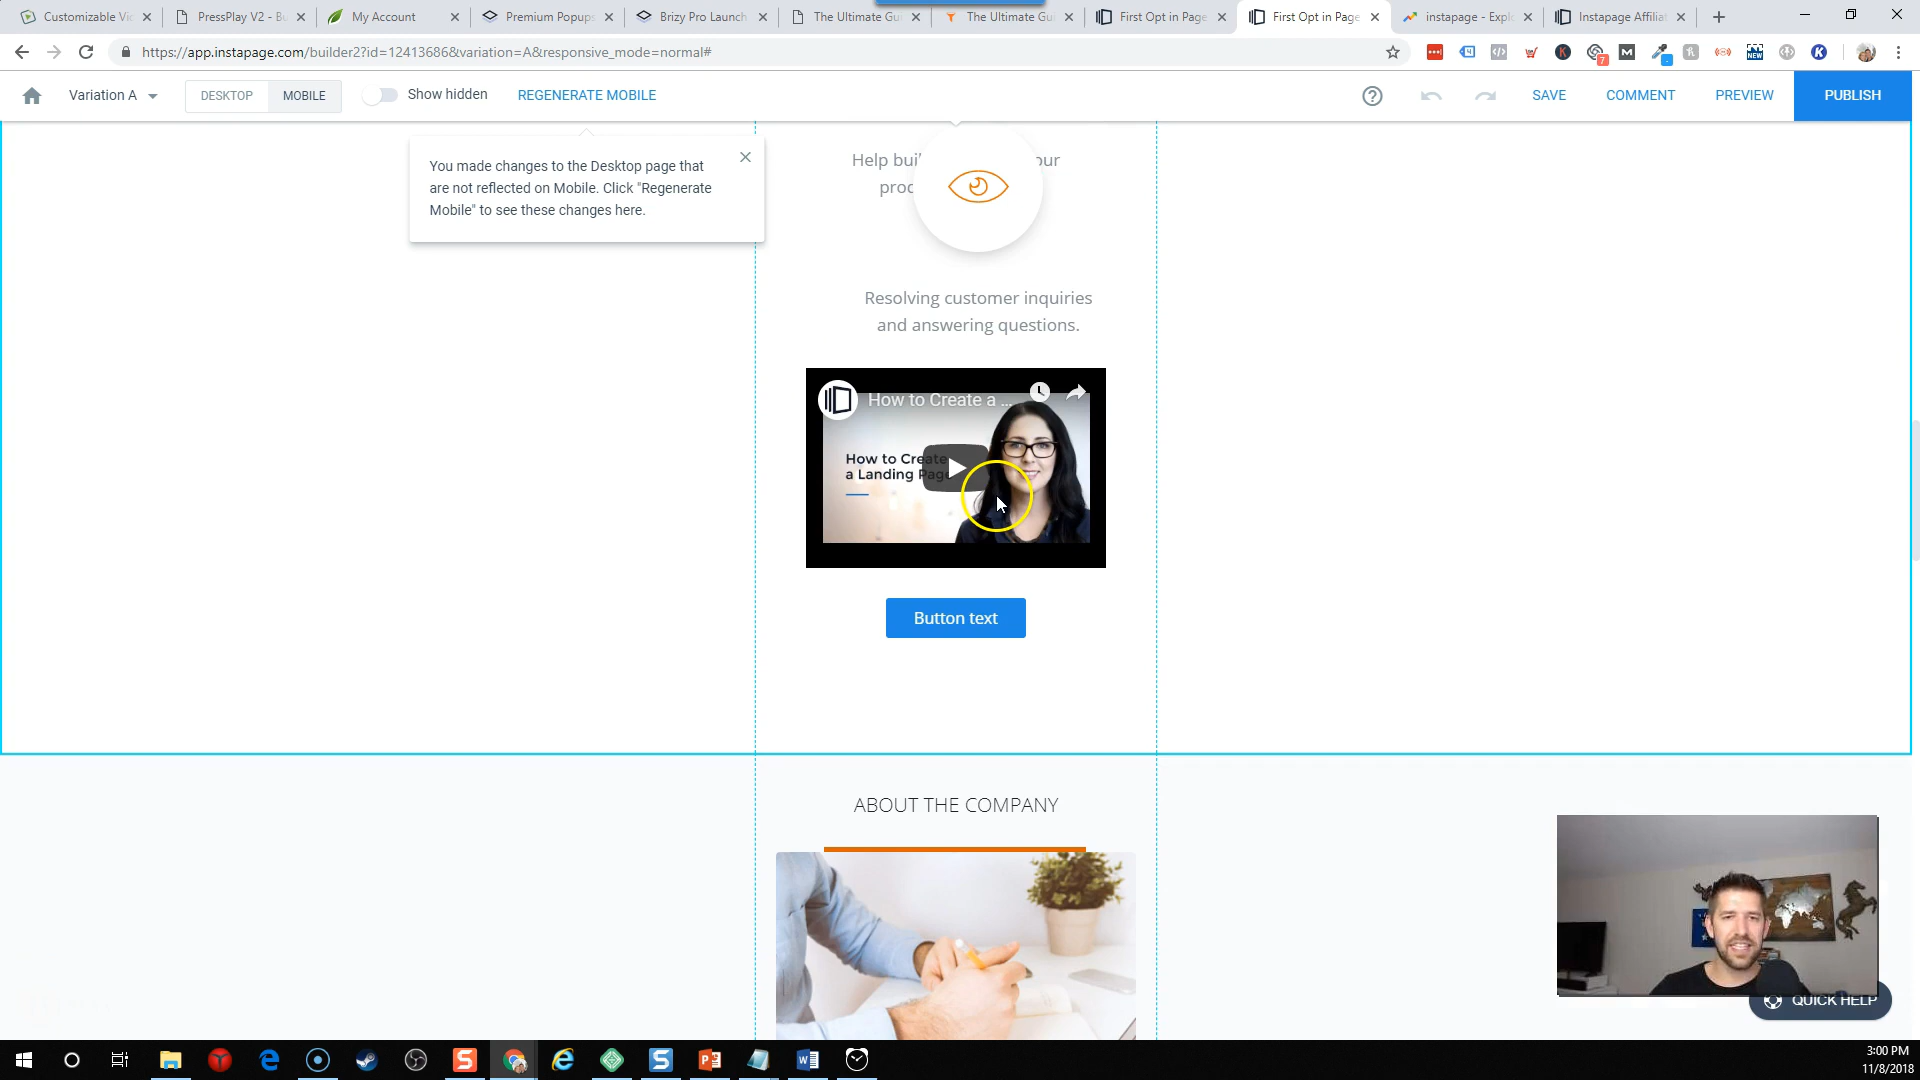 Customizable Vic
PressPlay V2 - Bu
My Account
Premium Popups
Brizy Pro Launch
The Ultimate Gui
The Ultimate Gui
First Opt in Page
First Opt in Page
instapage - Explo
Instapage Affiliat
https://app.instapage.com/builder2?id=12413686&variation=A&responsive_mode=normal#
Variation A
DESKTOP
MOBILE
Show hidden
REGENERATE MOBILE
SAVE
COMMENT
PREVIEW
PUBLISH
You made changes to the Desktop page that
are not reflected on Mobile. Click "Regenerate
Mobile" to see these changes here.
Help bui our
proc
Resolving customer inquiries
and answering questions.
How to Create a ...
How to Create
a Landing Page
Button text
ABOUT THE COMPANY
QUICK HELP
3:00 PM
11/8/2018